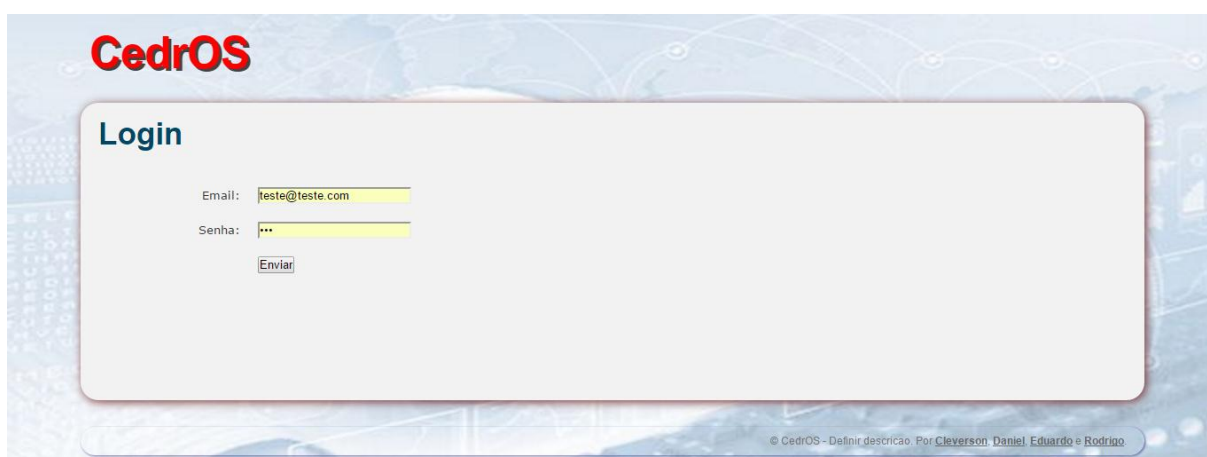 CedrOS
Login
Email: teste@teste.com
Senha: •••
Enviar
© CedrOS - Definir descricao. Por Cleverson, Daniel, Eduardo e Rodrigo.